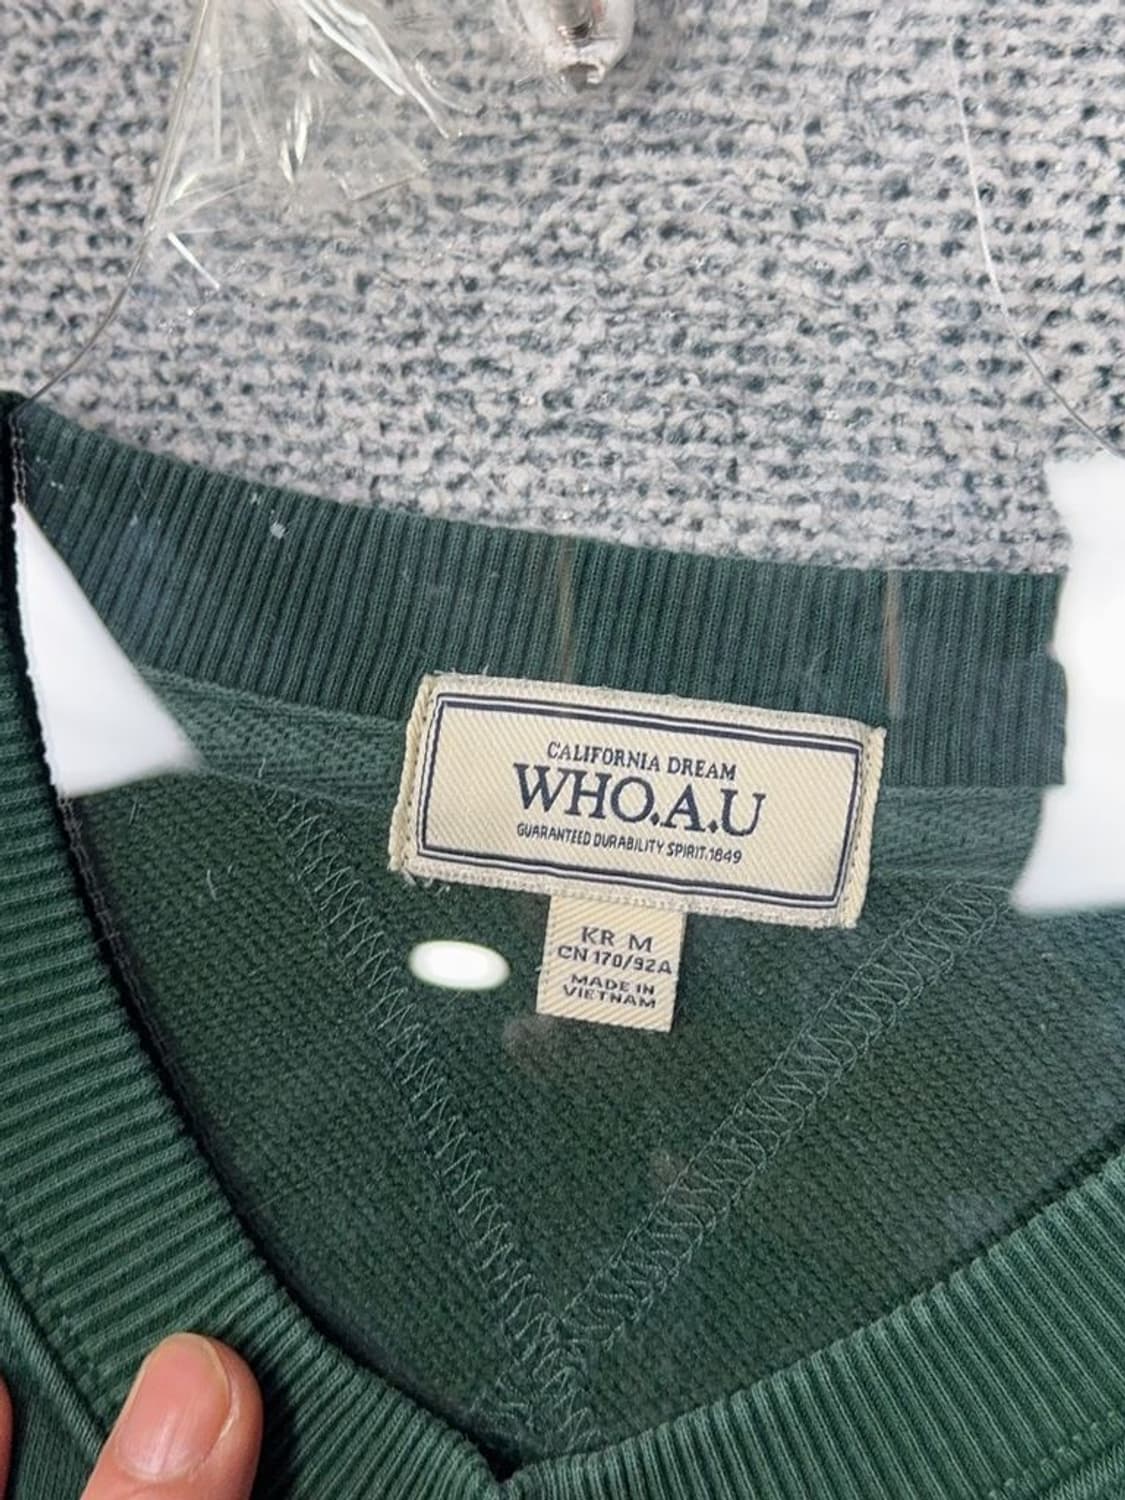 CALIFORNIA DREAM
WHO.A.U
GUARANTEED DURABILITY SPIRIT.1849
KR M
CN 170/92A
MADE IN
VIETNAM